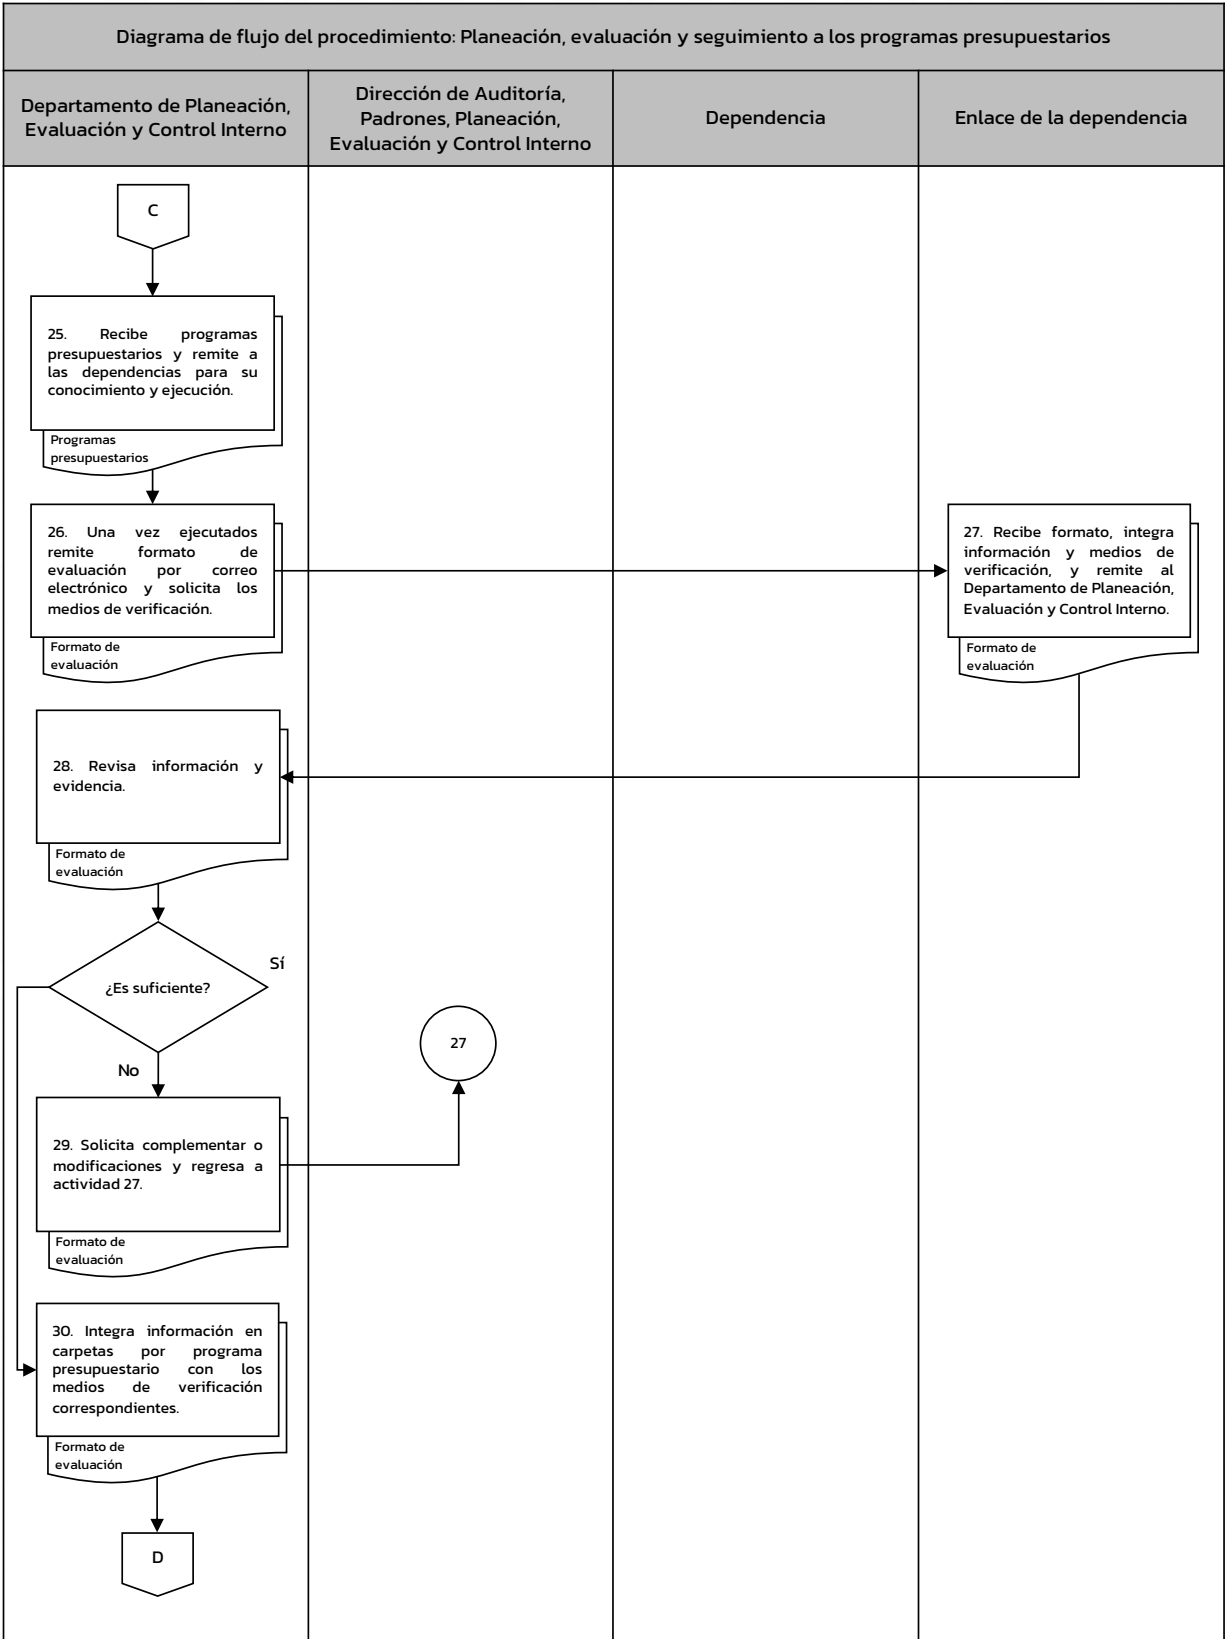 Diagrama de flujo del procedimiento: Planeación, evaluación y seguimiento a los programas presupuestarios
Departamento de Planeación,
Evaluación y Control Interno
Dirección de Auditoría,
Padrones, Planeación,
Evaluación y Control Interno
Dependencia
Enlace de la dependencia
C
25. Recibe programas
presupuestarios y remite a
las dependencias para su
conocimiento y ejecución.
Programas
presupuestarios
26. Una vez ejecutados
remite formato de
evaluación por correo
electrónico y solicita los
medios de verificación.
Formato de
evaluación
27. Recibe formato, integra
información y medios de
verificación, y remite al
Departamento de Planeación,
Evaluación y Control Interno.
Formato de
evaluación
28. Revisa información y
evidencia.
Formato de
evaluación
Sí
¿Es suficiente?
27
No
29. Solicita complementar o
modificaciones y regresa a
actividad 27.
Formato de
evaluación
30. Integra información en
carpetas por programa
presupuestario con los
medios de verificación
correspondientes.
Formato de
evaluación
D